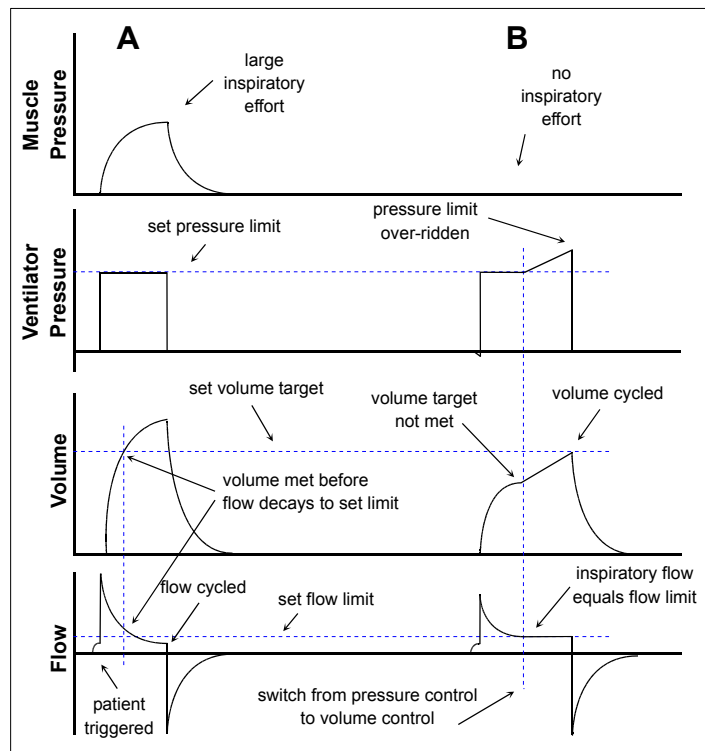 A
B
Muscle
Pressure
large
inspiratory
effort
no
inspiratory
effort
Ventilator
Pressure
set pressure limit
pressure limit
over-ridden
Volume
set volume target
volume target
not met
volume cycled
volume met before
flow decays to set limit
Flow
flow cycled
set flow limit
inspiratory flow
equals flow limit
patient
triggered
switch from pressure control
to volume control